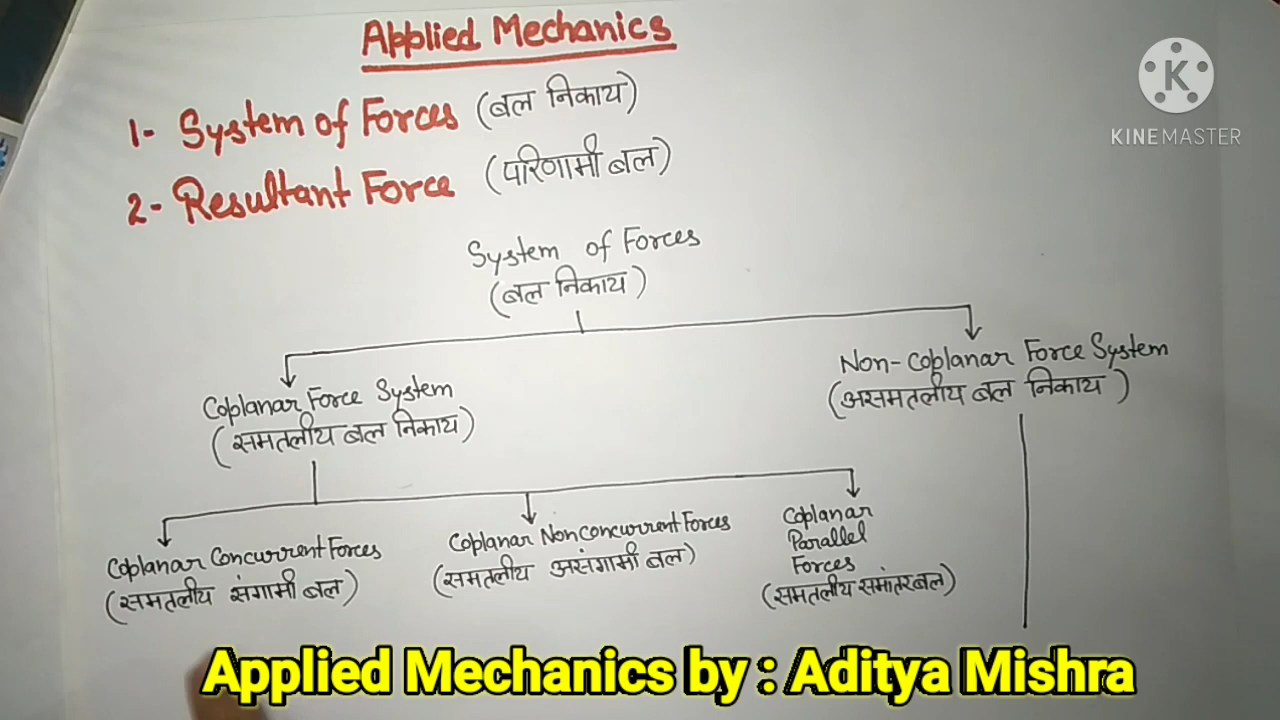 Applied Mechanics
KINEMASTER
1- System of Forces (बल निकाय)
2- Resultant Force (परिणामी बल)
System of Forces
(बल निकाय)
Coplanar Force System
(समतलीय बल निकाय)
Non-Coplanar Force System
(असमतलीय बल निकाय)
Coplanar Concurrent Forces
(समतलीय संगामी बल)
Coplanar Nonconcurrent Forces
(समतलीय असंगामी बल)
Coplanar
Parallel
Forces
(समतलीय समांतर बल)
Applied Mechanics by : Aditya Mishra